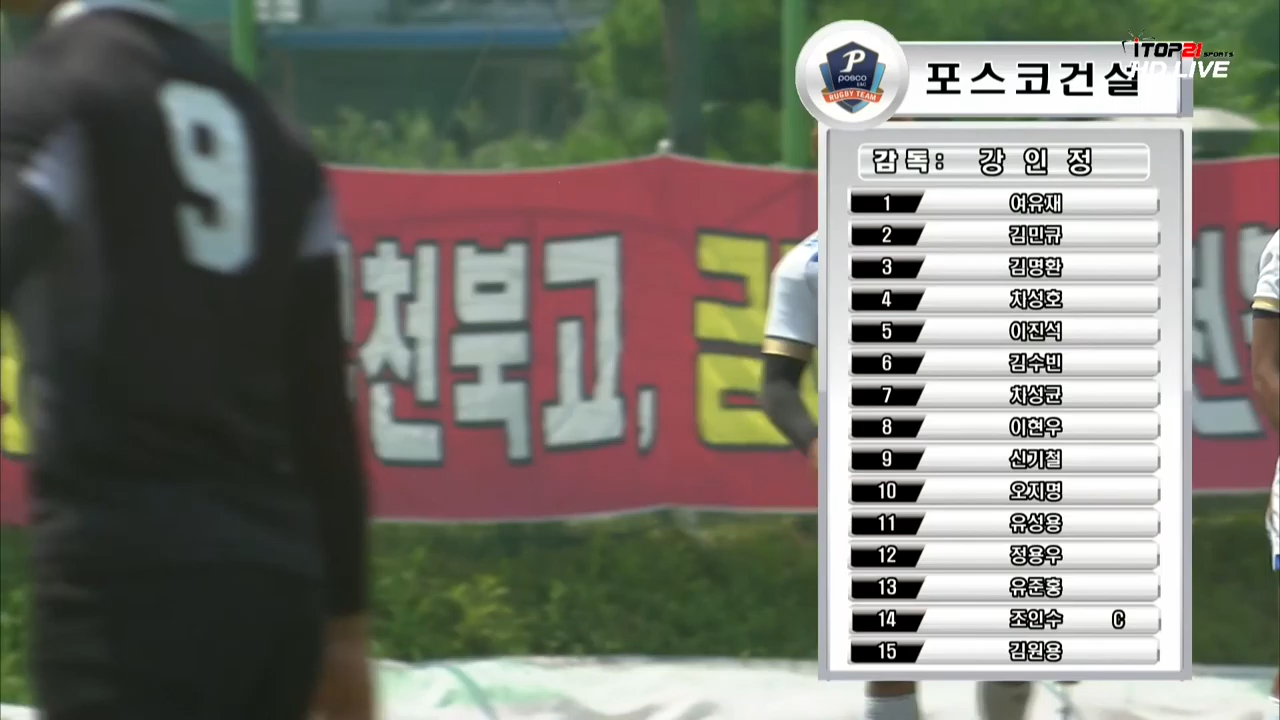 iTOP21 SPORTS
HD LIVE
P
posco
E&C
RUGBY TEAM
포스코건설
감독: 강인정
1 여유재
2 김민규
3 김명환
4 치성호
5 이진석
6 김수빈
7 치성균
8 이현우
9 신기철
10 오지명
11 유성용
12 정용우
13 유준홍
14 조인수 C
15 김원용
9
천북고,